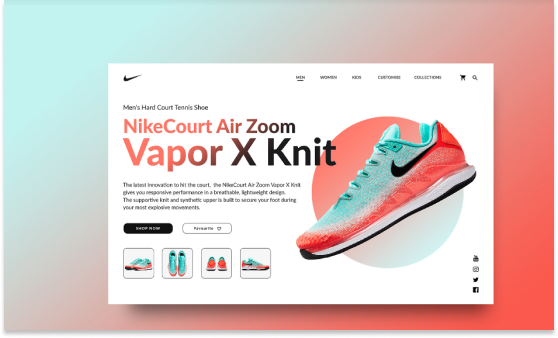 MEN WOMEN KIDS CUSTOMISE COLLECTIONS
Men's Hard Court Tennis Shoe
NikeCourt Air Zoom
Vapor X Knit
The latest innovation to hit the court, the NikeCourt Air Zoom Vapor X Knit
gives you responsive performance in a breathable, lightweight design.
The supportive knit and synthetic upper is built to secure your foot during
your most explosive movements.
SHOP NOW Favourite